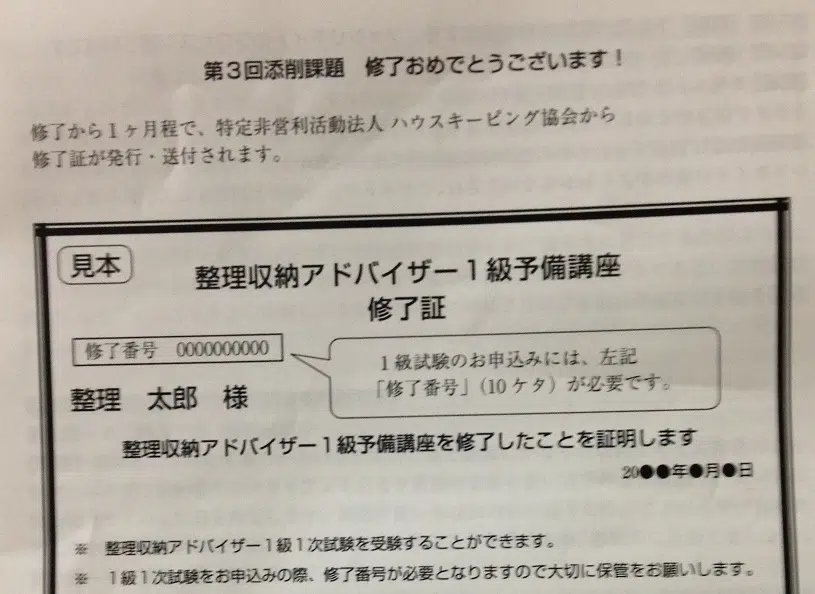 第3回添削課題　修了おめでとうございます！
修了から1ヶ月程で、特定非営利活動法人 ハウスキーピング協会から
修了証が発行・送付されます。
見本
整理収納アドバイザー1級予備講座
修了証
修了番号　0000000000
1級試験のお申込みには、左記
「修了番号」（10ケタ）が必要です。
整理　太郎　様
整理収納アドバイザー1級予備講座を修了したことを証明します
20●●年●月●日
※　整理収納アドバイザー1級1次試験を受験することができます。
※　1級1次試験をお申込みの際、修了番号が必要となりますので大切に保管をお願いします。